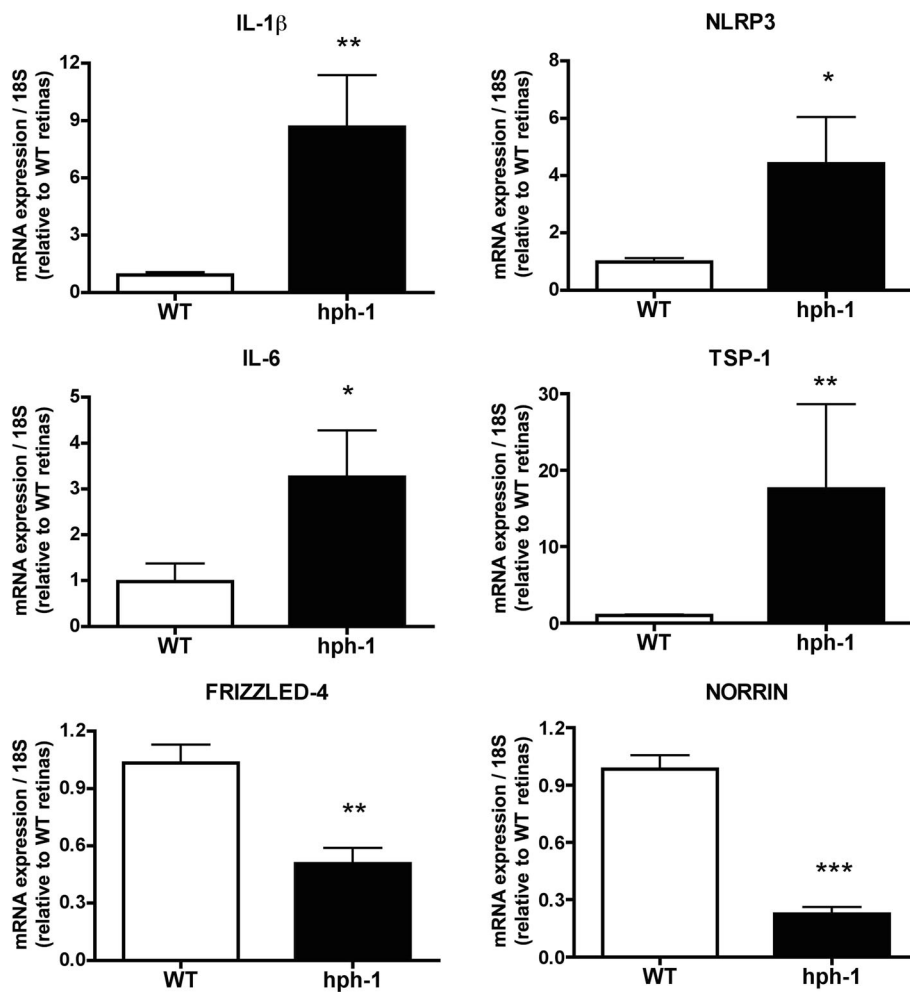 IL-1β
**
mRNA expression / 18S
(relative to WT retinas)
12
9
6
3
0
WT
hph-1
NLRP3
*
mRNA expression / 18S
(relative to WT retinas)
8
6
4
2
0
WT
hph-1
IL-6
*
mRNA expression / 18S
(relative to WT retinas)
5
4
3
2
1
0
WT
hph-1
TSP-1
**
mRNA expression / 18S
(relative to WT retinas)
30
20
10
0
WT
hph-1
FRIZZLED-4
**
mRNA expression / 18S
(relative to WT retinas)
1.2
0.9
0.6
0.3
0.0
WT
hph-1
NORRIN
***
mRNA expression / 18S
(relative to WT retinas)
1.2
0.9
0.6
0.3
0.0
WT
hph-1